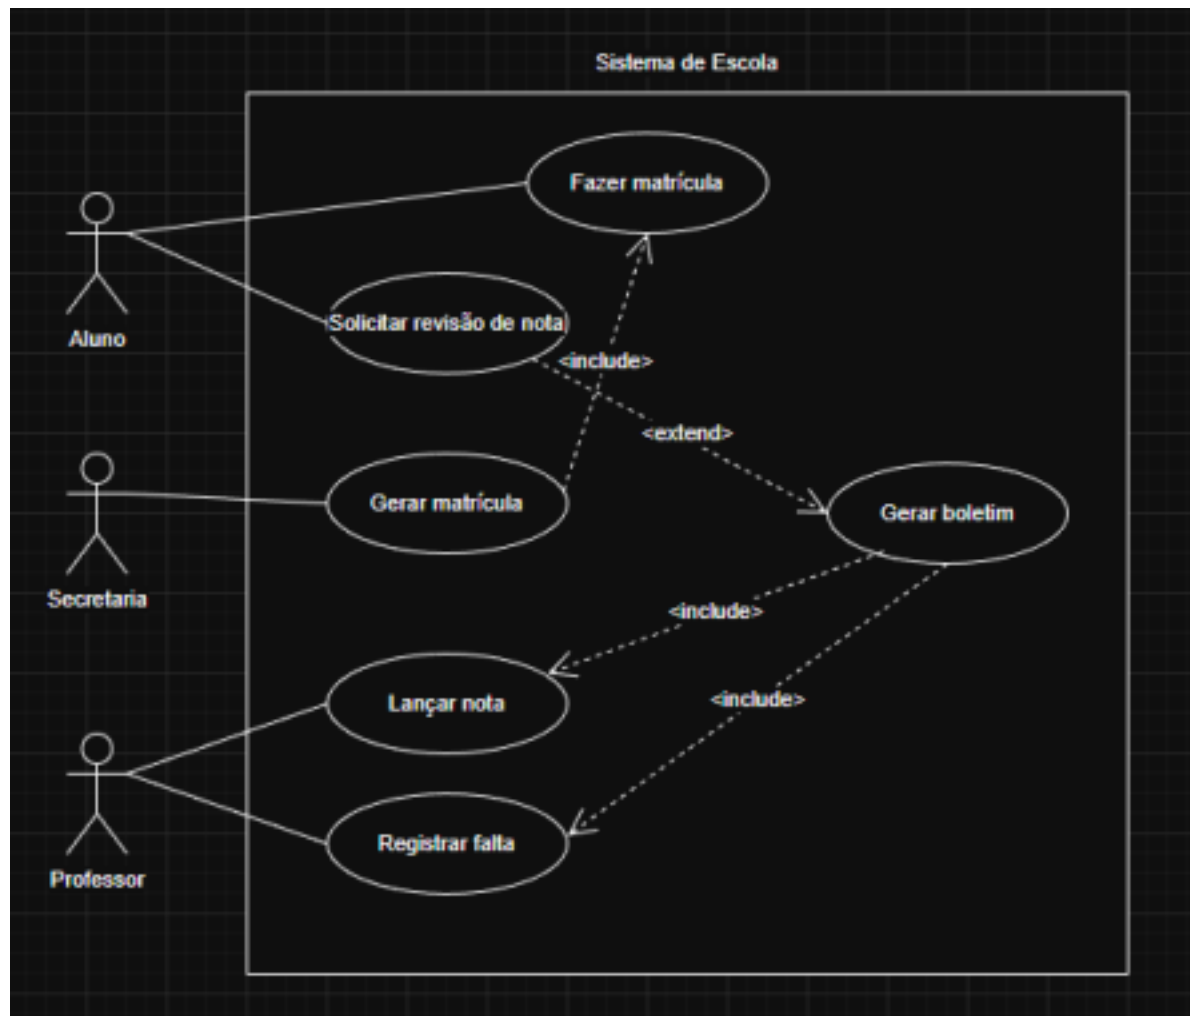 Sistema de Escola
Fazer matrícula
Aluno
Solicitar revisão de nota
<include>
<extend>
Secretaria
Gerar matrícula
Gerar boletim
<include>
Lançar nota
<include>
Professor
Registrar falta